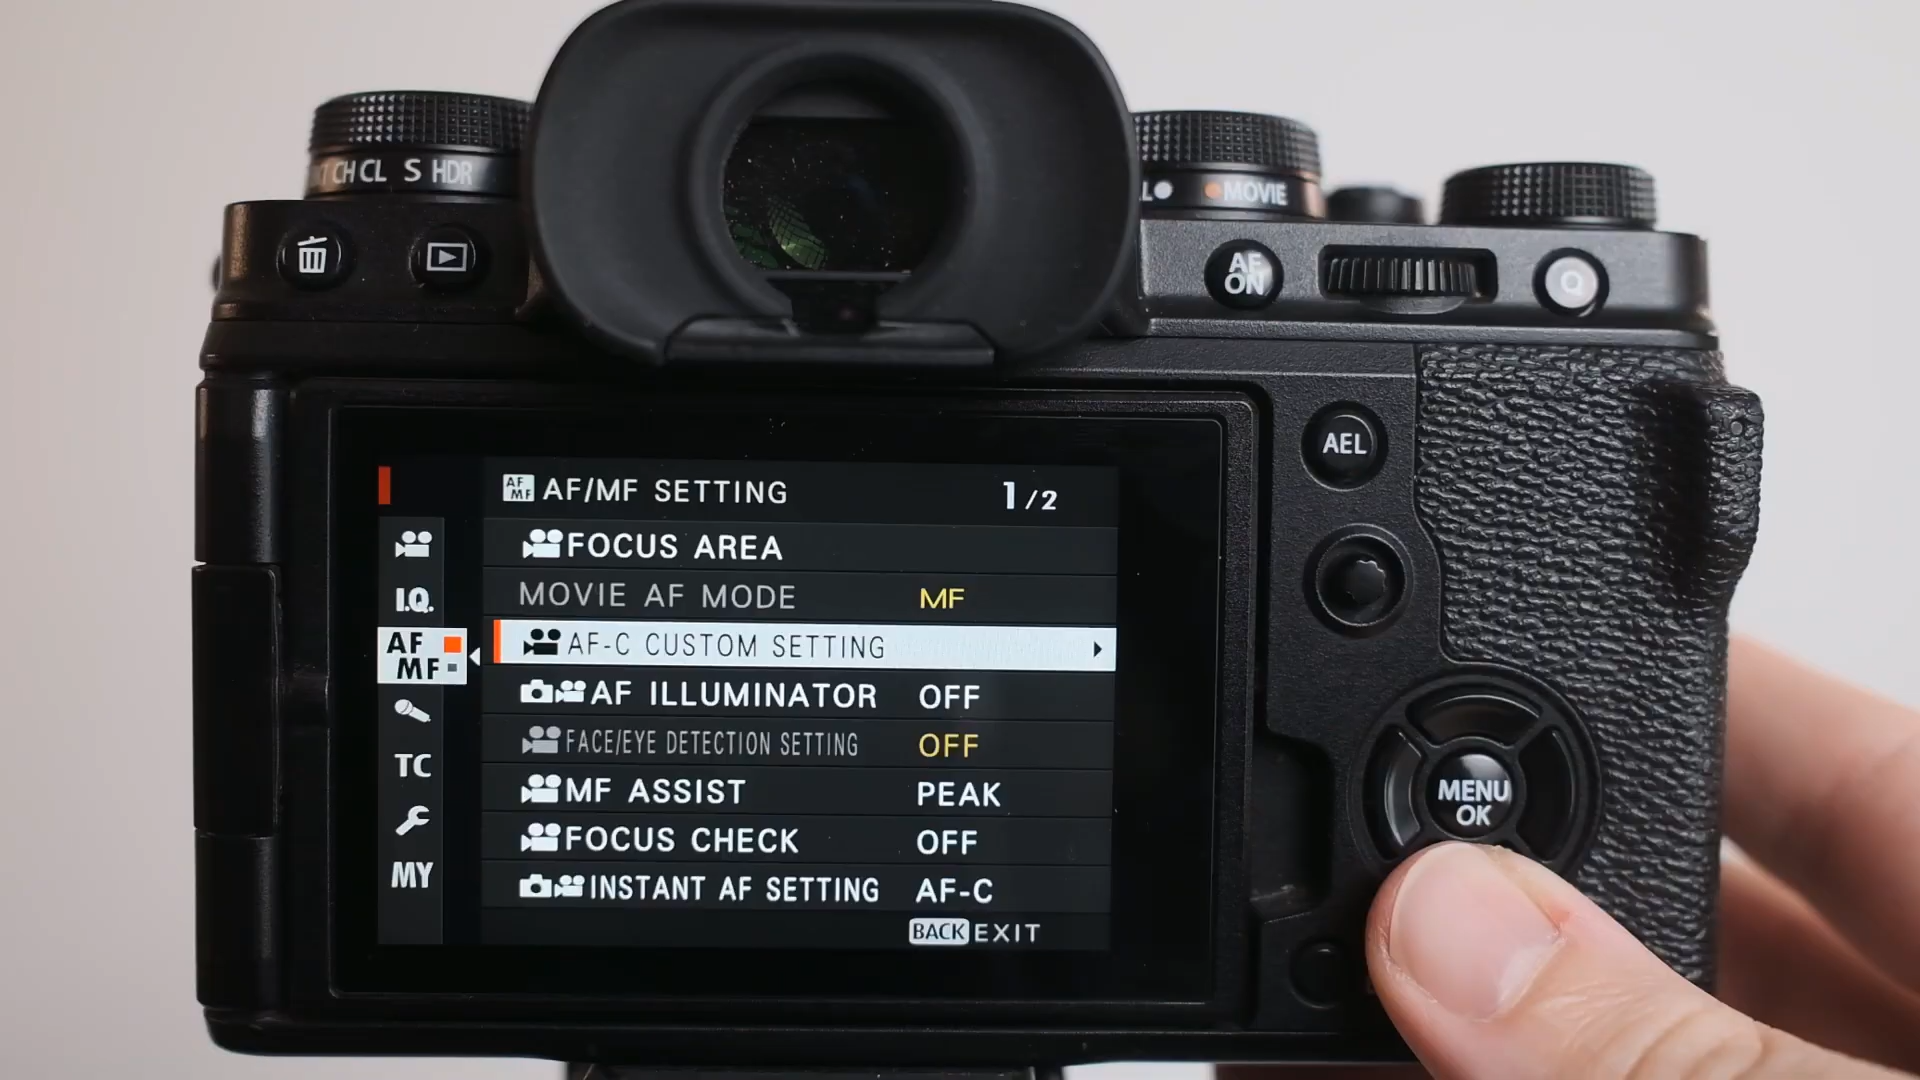 CH CL S HDR
MOVIE
AF ON
Q
AEL
MENU OK
AF MF AF/MF SETTING 1/2
FOCUS AREA
I.Q. MOVIE AF MODE MF
AF MF AF-C CUSTOM SETTING
AF ILLUMINATOR OFF
FACE/EYE DETECTION SETTING OFF
TC
MF ASSIST PEAK
FOCUS CHECK OFF
MY INSTANT AF SETTING AF-C
BACK EXIT